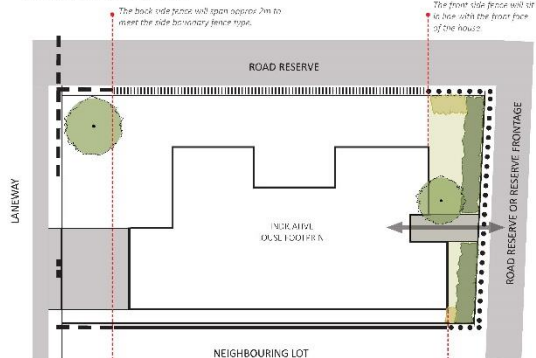 The back side fence will span approx 2m to
meet the side boundary fence type.
The front side fence will sit
in line with the front face
of the house.
ROAD RESERVE
LANEWAY
INDICATIVE
ROAD RESERVE OR RESERVE FRONTAGE
NEIGHBOURING LOT